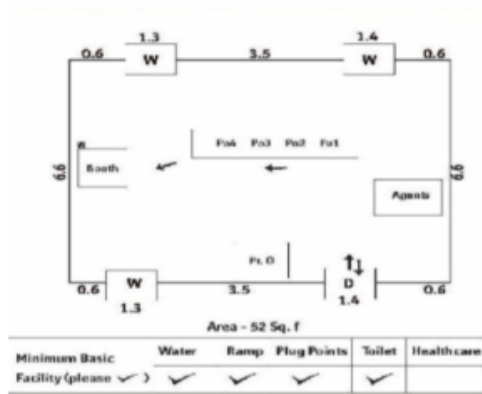 1.3 1.4
0.6 W 3.5 W 0.6
6.6 Po4 Po3 Po2 Po1 6.6
Booth
Agents
Pr. O
0.6 W 3.5 D 0.6
1.3 1.4
Area - 52 Sq. f
Minimum Basic Water Ramp Plug Points Toilet Healthcare
Facility (please ✓) ✓ ✓ ✓ ✓